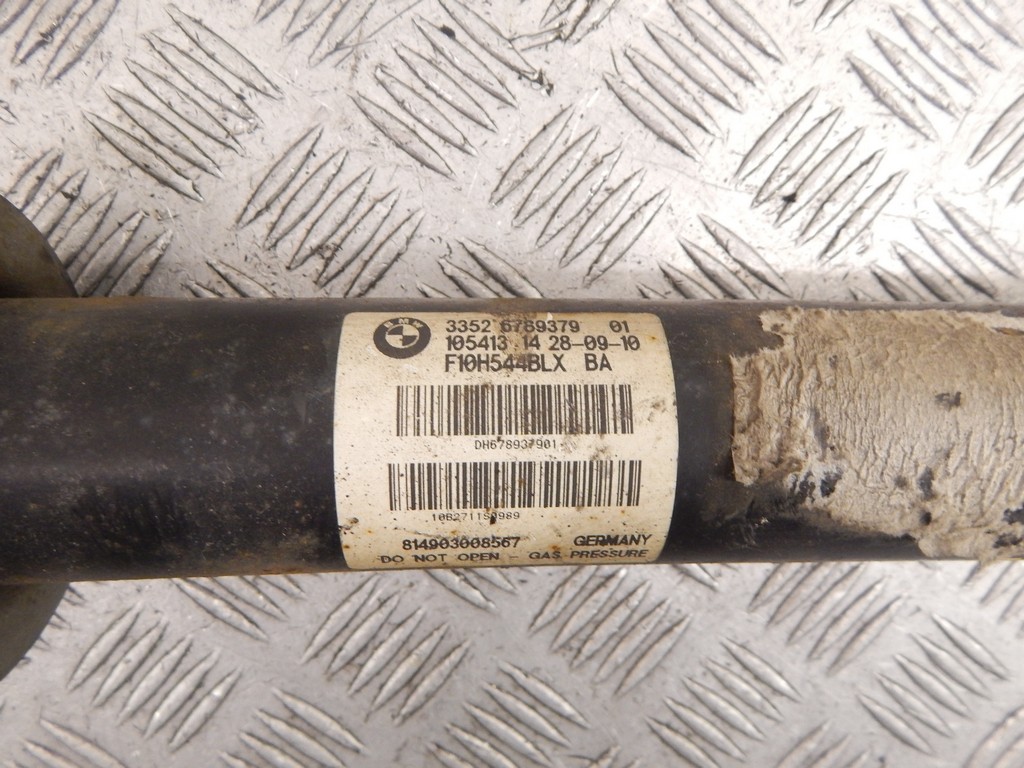 BMW
3352 6789379 01
105413 14 28-09-10
F10H544BLX BA
DH678937901
814903008567 GERMANY
DO NOT OPEN - GAS PRESSURE